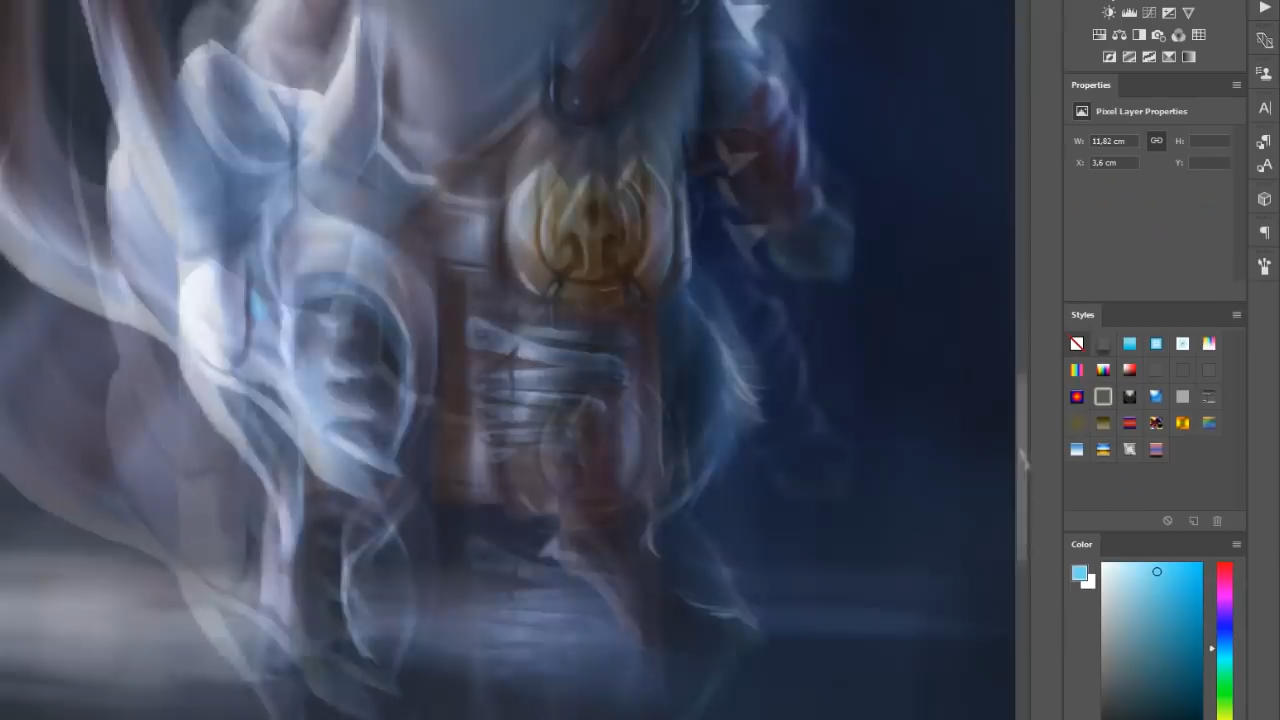 Properties
Pixel Layer Properties
W: 11,82 cm H:
X: 3,6 cm Y:
Styles
Color